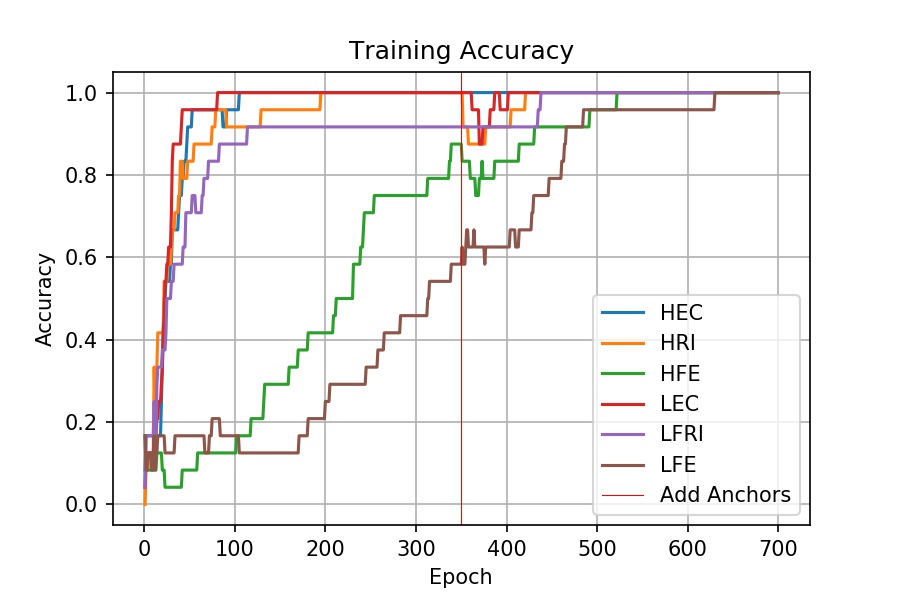 Training Accuracy
1.0
0.8
0.6
0.4
0.2
0.0
Accuracy
0 100 200 300 400 500 600 700
Epoch
HEC
HRI
HFE
LEC
LFRI
LFE
Add Anchors